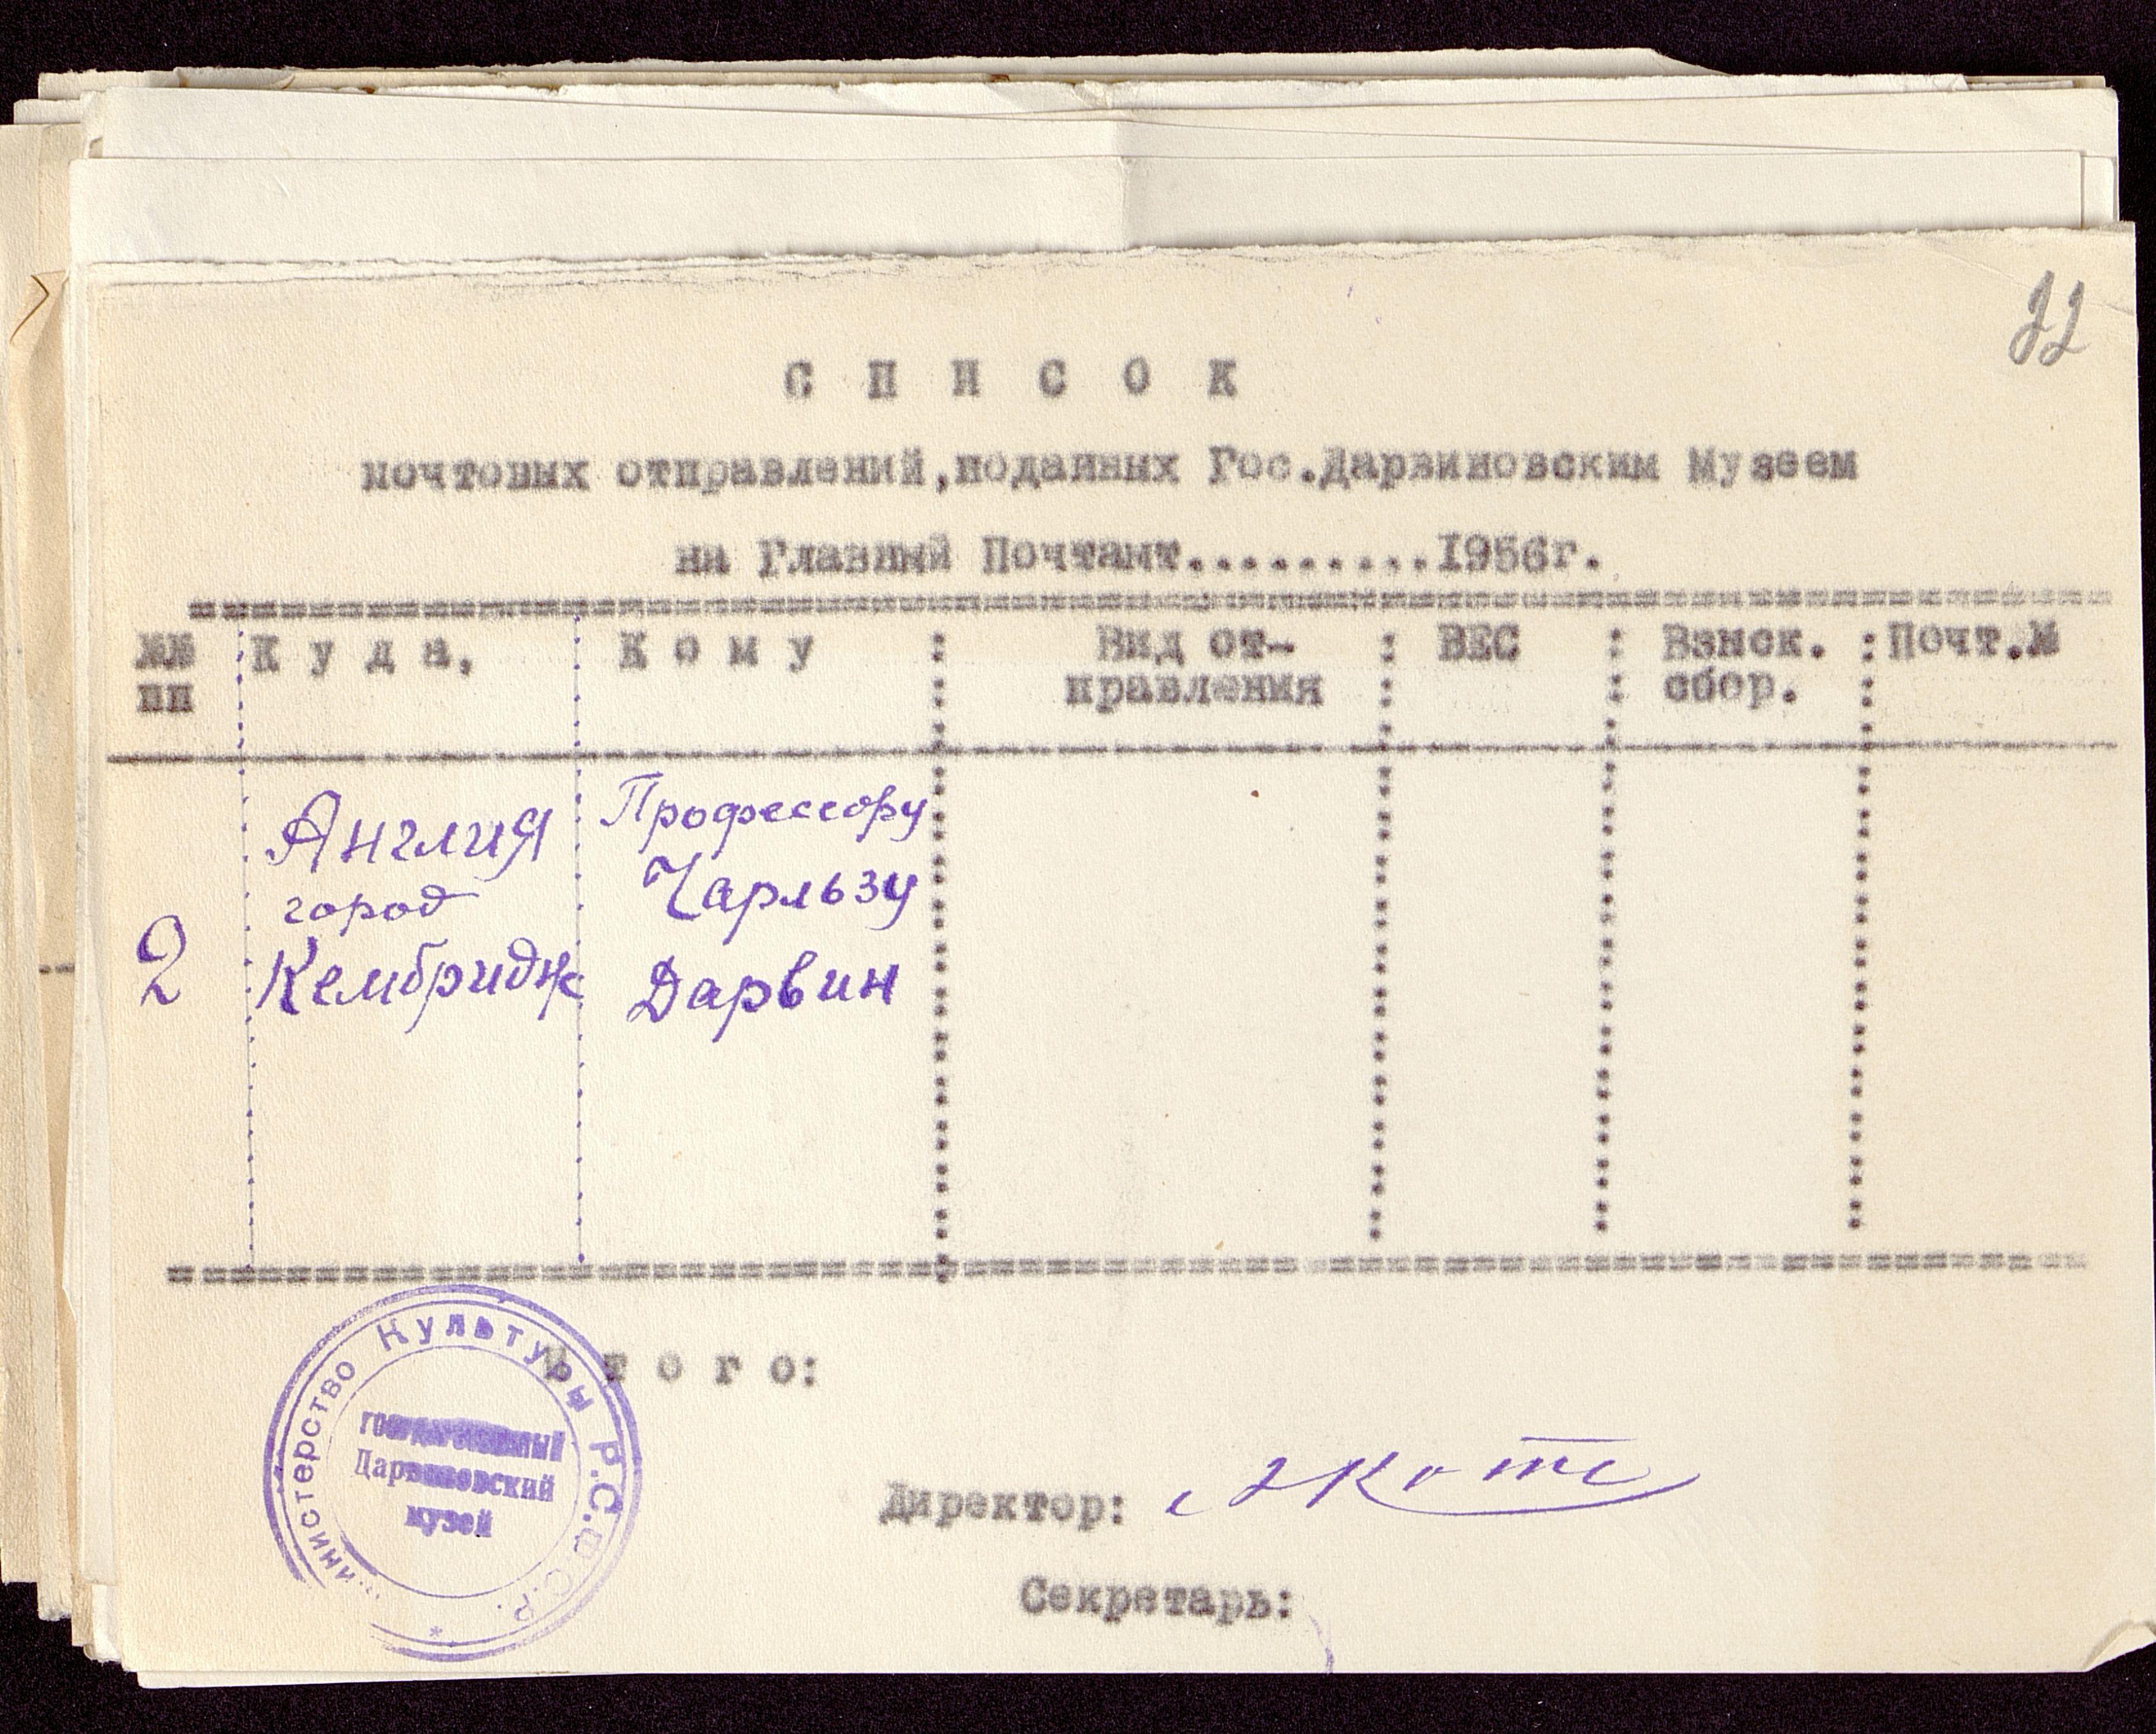 22
СПИСОК
почтовых отправлений, поданных Гос.Дарвиновским Музеем
на Главный Почтамт..........1956г.
№№ пп Куда, Кому : Вид от- : ВЕС : Взыск. : Почт.№
правления сбор.
Англия Профессору
город Чарльзу
2 Кембридж Дарвин
Итого:
Министерство Культуры Р.С.Ф.С.Р.
Государственный
Дарвиновский
музей
Директор: АКотс
Секретарь: